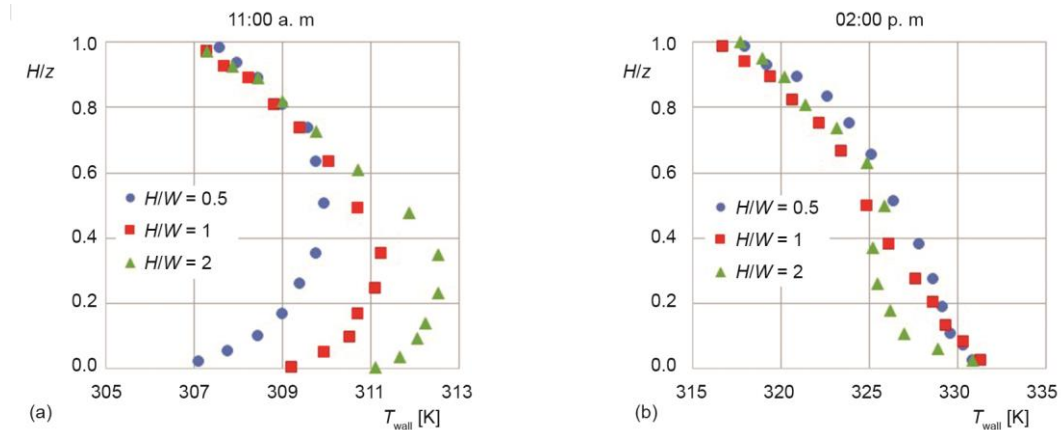 11:00 a. m
H/z
1.0
0.8
0.6
0.4
0.2
0.0
H/W = 0.5
H/W = 1
H/W = 2
305 307 309 311 313
(a)
T_wall [K]
02:00 p. m
H/z
1.0
0.8
0.6
0.4
0.2
0.0
H/W = 0.5
H/W = 1
H/W = 2
315 320 325 330 335
(b)
T_wall [K]